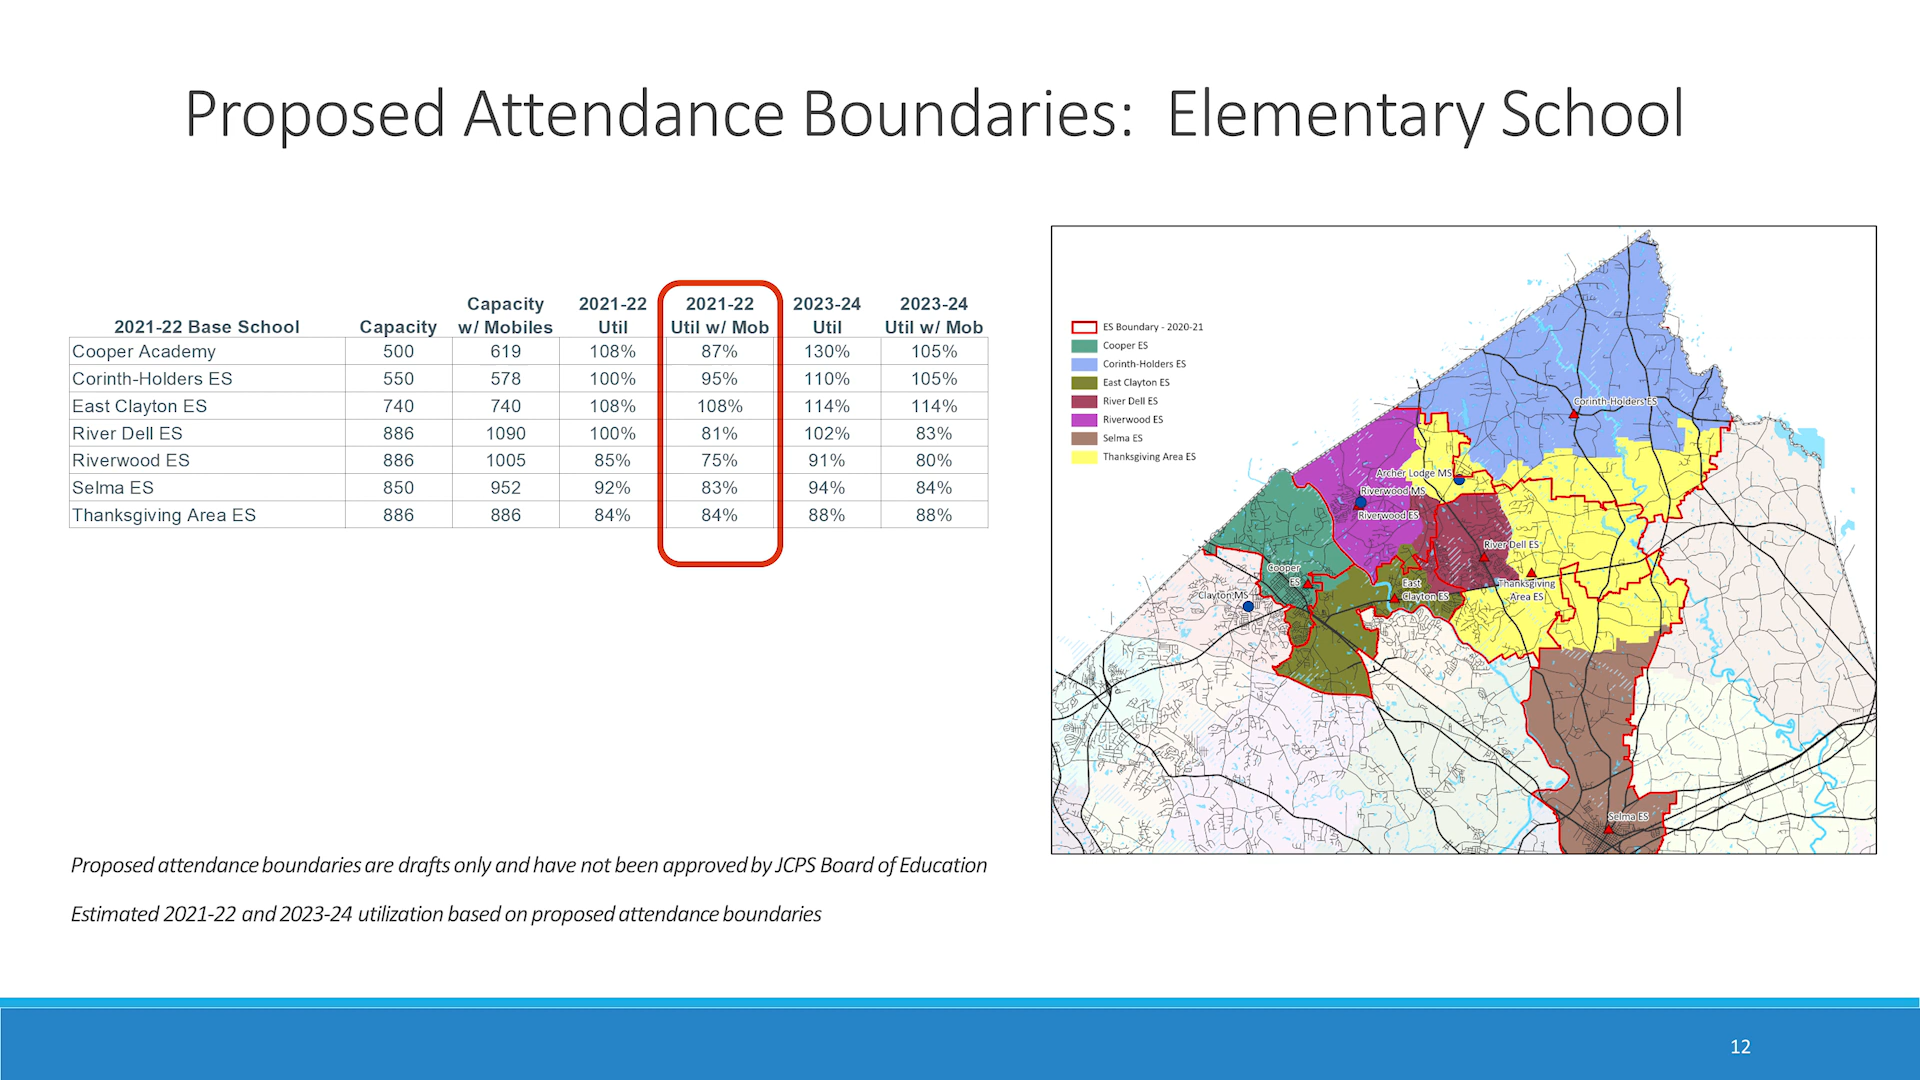 Proposed Attendance Boundaries: Elementary School
2021-22 Base School Capacity Capacity w/ Mobiles 2021-22 Util 2021-22 Util w/ Mob 2023-24 Util 2023-24 Util w/ Mob
Cooper Academy 500 619 108% 87% 130% 105%
Corinth-Holders ES 550 578 100% 95% 110% 105%
East Clayton ES 740 740 108% 108% 114% 114%
River Dell ES 886 1090 100% 81% 102% 83%
Riverwood ES 886 1005 85% 75% 91% 80%
Selma ES 850 952 92% 83% 94% 84%
Thanksgiving Area ES 886 886 84% 84% 88% 88%
ES Boundary - 2020-21
Cooper ES
Corinth-Holders ES
East Clayton ES
River Dell ES
Riverwood ES
Selma ES
Thanksgiving Area ES
Corinth-Holders ES
Archer Lodge MS
Riverwood MS
Riverwood ES
River Dell ES
Cooper
ES
Thanksgiving
Area ES
East
Clayton ES
Clayton MS
Selma ES
Proposed attendance boundaries are drafts only and have not been approved by JCPS Board of Education
Estimated 2021-22 and 2023-24 utilization based on proposed attendance boundaries
12